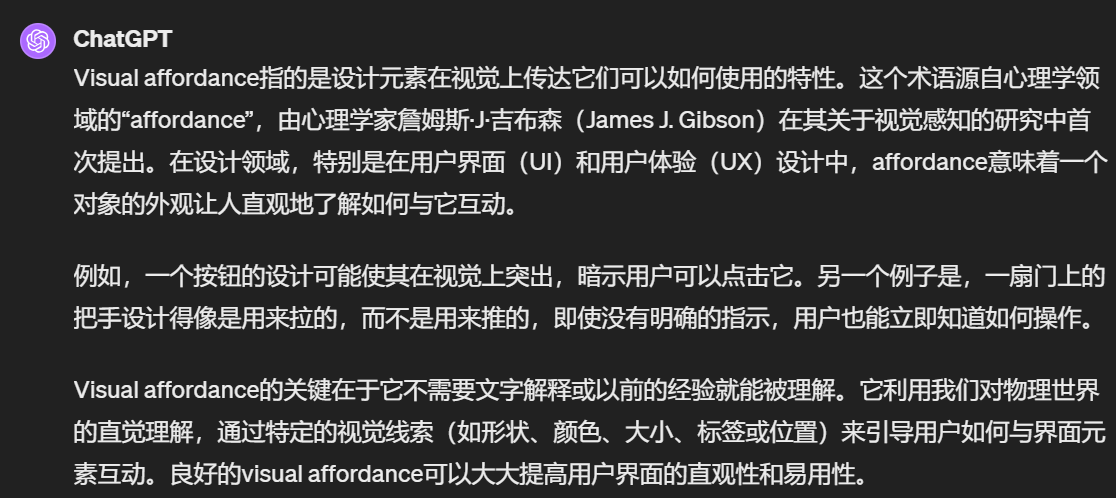 ChatGPT
Visual affordance指的是设计元素在视觉上传达它们可以如何使用的特性。这个术语源自心理学领
域的“affordance”，由心理学家詹姆斯·J·吉布森（James J. Gibson）在其关于视觉感知的研究中首
次提出。在设计领域，特别是在用户界面（UI）和用户体验（UX）设计中，affordance意味着一个
对象的外观让人直观地了解如何与它互动。
例如，一个按钮的设计可能使其在视觉上突出，暗示用户可以点击它。另一个例子是，一扇门上的
把手设计得像是用来拉的，而不是用来推的，即使没有明确的指示，用户也能立即知道如何操作。
Visual affordance的关键在于它不需要文字解释或以前的经验就能被理解。它利用我们对物理世界
的直觉理解，通过特定的视觉线索（如形状、颜色、大小、标签或位置）来引导用户如何与界面元
素互动。良好的visual affordance可以大大提高用户界面的直观性和易用性。